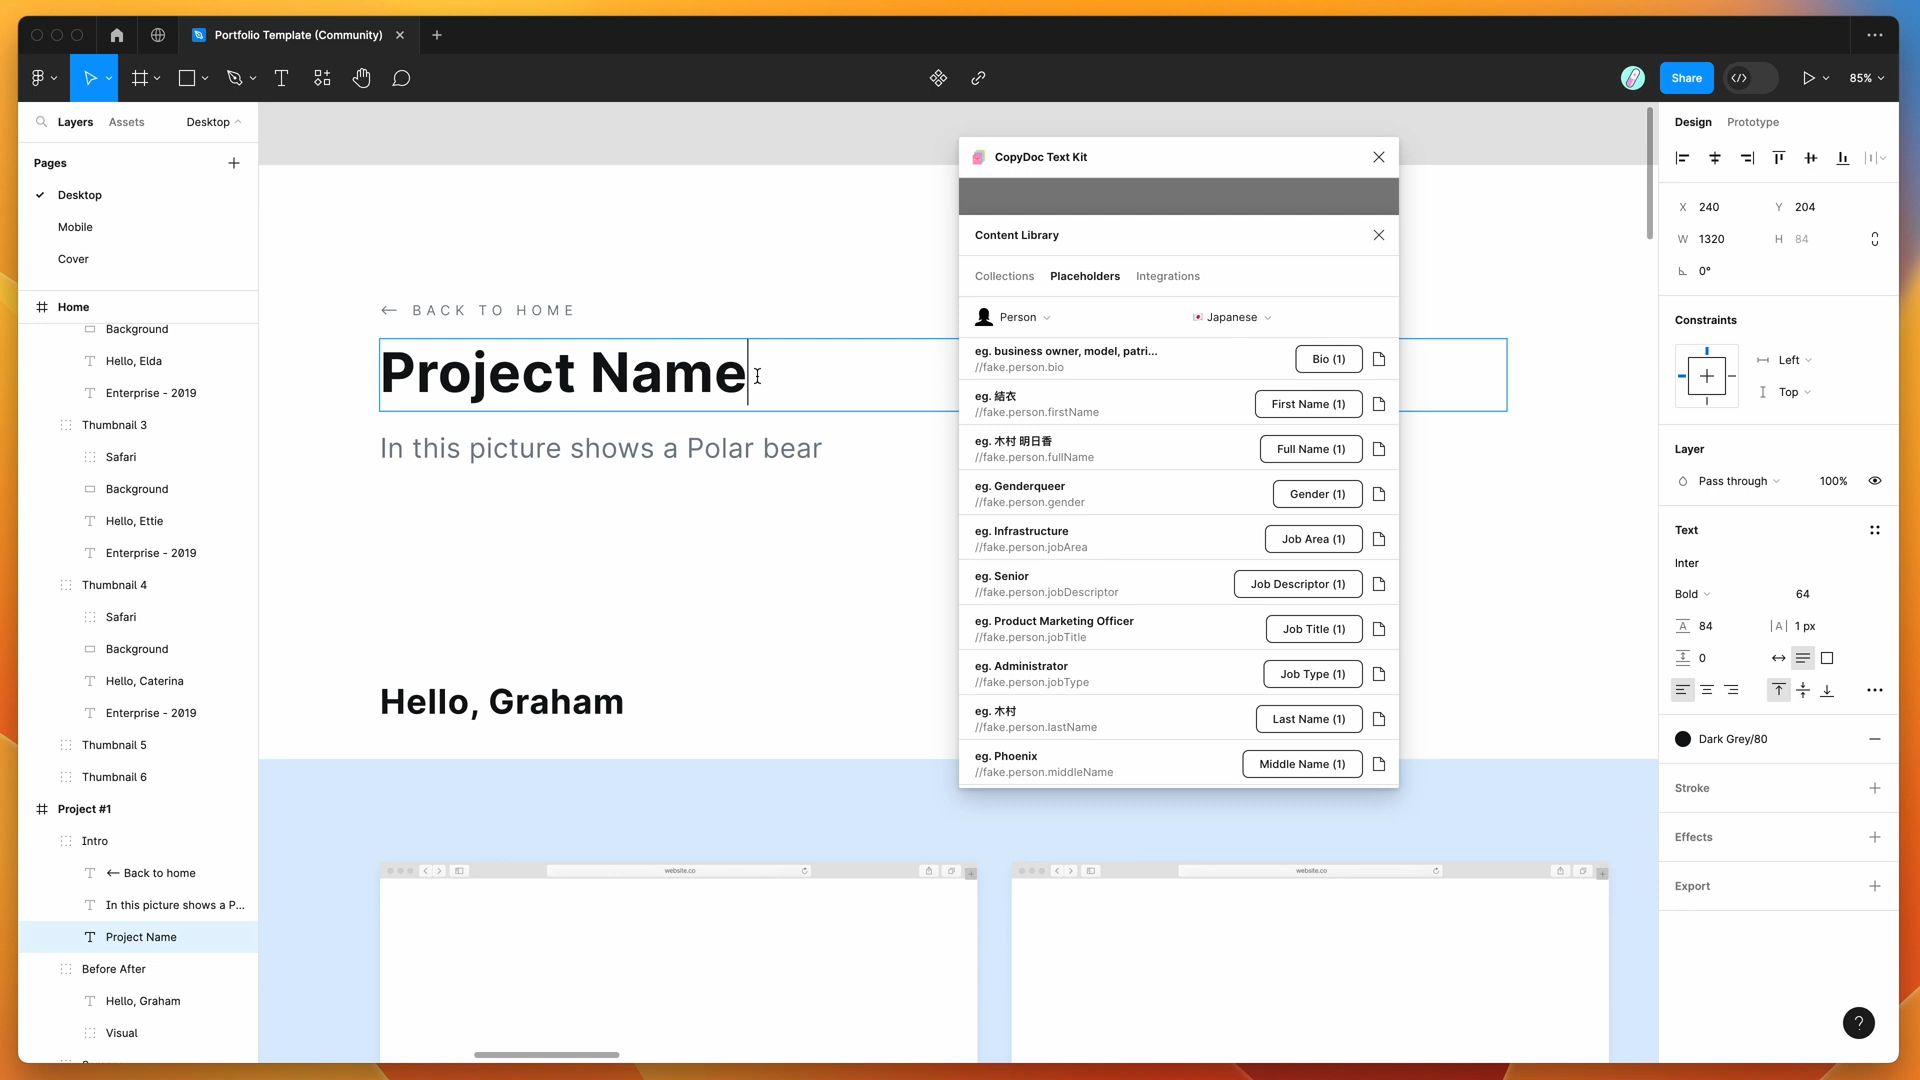 Portfolio Template (Community)
Share
85%
Layers
Assets
Desktop
Pages
Desktop
Mobile
Cover
Home
Background
Hello, Elda
Enterprise - 2019
Thumbnail 3
Safari
Background
Hello, Ettie
Enterprise - 2019
Thumbnail 4
Safari
Background
Hello, Caterina
Enterprise - 2019
Thumbnail 5
Thumbnail 6
Project #1
Intro
← Back to home
In this picture shows a P...
Project Name
Before After
Hello, Graham
Visual
← BACK TO HOME
Project Name
In this picture shows a Polar bear
Hello, Graham
website.co
website.co
CopyDoc Text Kit
Content Library
Collections
Placeholders
Integrations
Person
Japanese
eg. business owner, model, patri...
//fake.person.bio
Bio (1)
eg. 結衣
//fake.person.firstName
First Name (1)
eg. 木村 明日香
//fake.person.fullName
Full Name (1)
eg. Genderqueer
//fake.person.gender
Gender (1)
eg. Infrastructure
//fake.person.jobArea
Job Area (1)
eg. Senior
//fake.person.jobDescriptor
Job Descriptor (1)
eg. Product Marketing Officer
//fake.person.jobTitle
Job Title (1)
eg. Administrator
//fake.person.jobType
Job Type (1)
eg. 木村
//fake.person.lastName
Last Name (1)
eg. Phoenix
//fake.person.middleName
Middle Name (1)
Design
Prototype
X 240
Y 204
W 1320
H 84
0°
Constraints
Left
Top
Layer
Pass through
100%
Text
Inter
Bold
64
84
1 px
0
Dark Grey/80
Stroke
Effects
Export
?